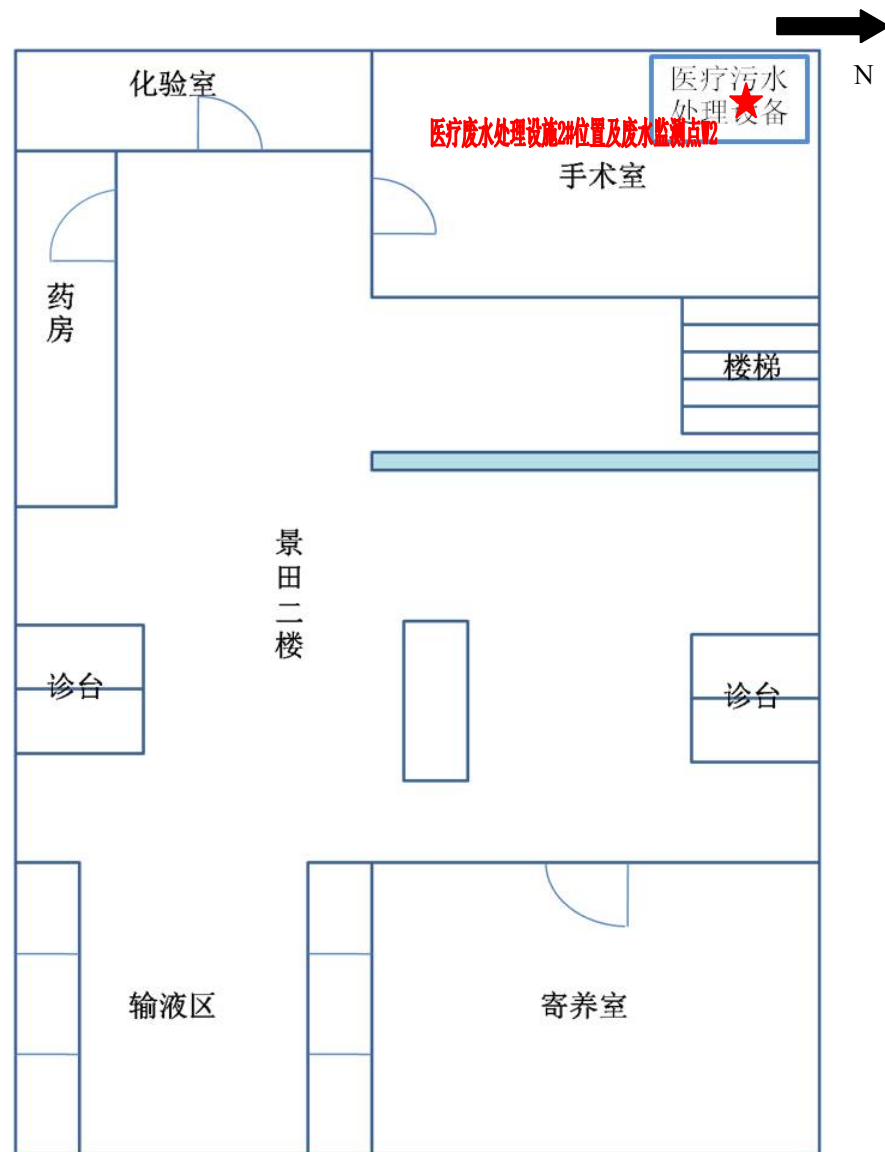 N
化验室
医疗污水
处理设备
医疗废水处理设施2#位置及废水监测点W2
手术室
药房
楼梯
景田二楼
诊台
诊台
输液区
寄养室